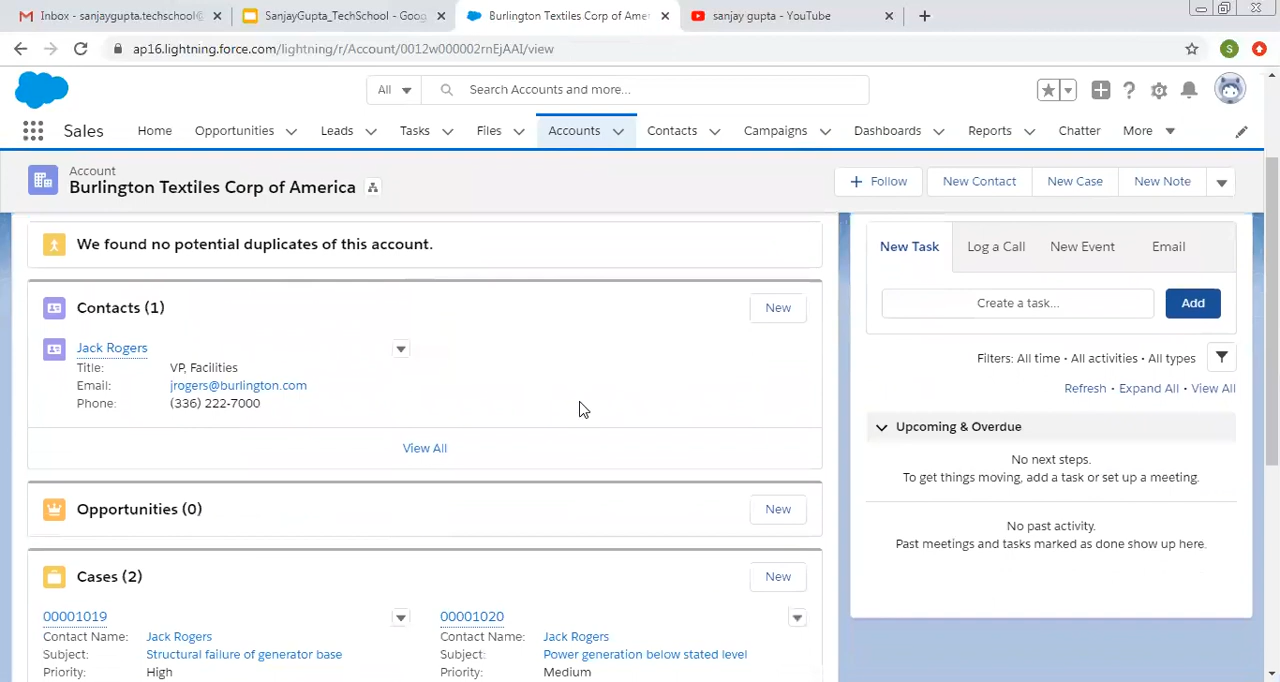 Inbox - sanjaygupta.techschool@
SanjayGupta_TechSchool - Goog
Burlington Textiles Corp of Amer
sanjay gupta - YouTube
ap16.lightning.force.com/lightning/r/Account/0012w000002rnEjAAI/view
S
All
Search Accounts and more...
Sales
Home
Opportunities
Leads
Tasks
Files
Accounts
Contacts
Campaigns
Dashboards
Reports
Chatter
More
Account
Burlington Textiles Corp of America
Follow
New Contact
New Case
New Note
We found no potential duplicates of this account.
Contacts (1)
New
Jack Rogers
Title: VP, Facilities
Email: jrogers@burlington.com
Phone: (336) 222-7000
View All
Opportunities (0)
New
Cases (2)
New
00001019
Contact Name: Jack Rogers
Subject: Structural failure of generator base
Priority: High
00001020
Contact Name: Jack Rogers
Subject: Power generation below stated level
Priority: Medium
New Task
Log a Call
New Event
Email
Create a task...
Add
Filters: All time • All activities • All types
Refresh • Expand All • View All
Upcoming & Overdue
No next steps.
To get things moving, add a task or set up a meeting.
No past activity.
Past meetings and tasks marked as done show up here.